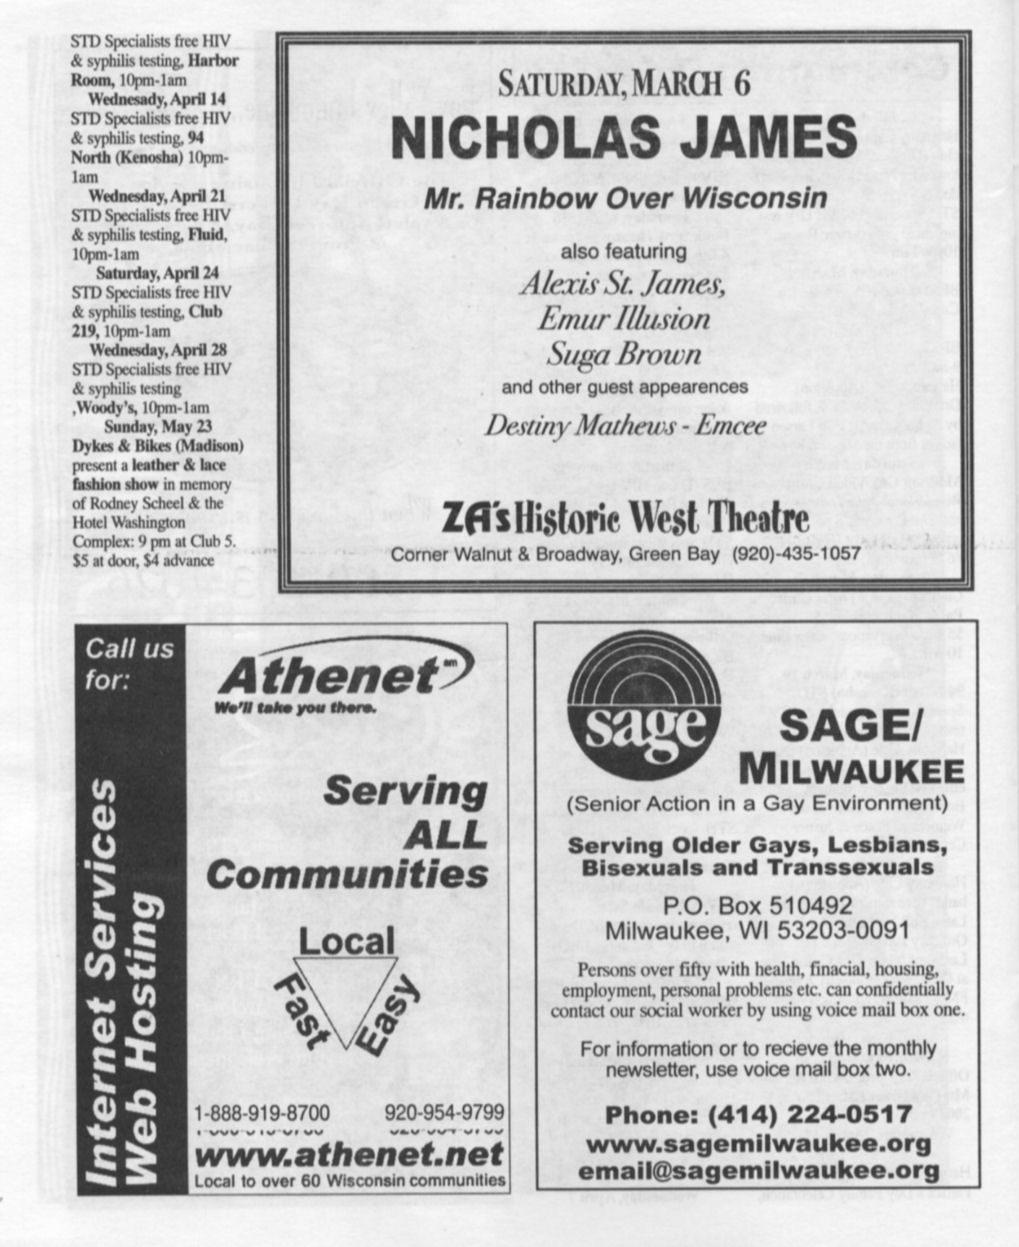 STD Specialists free HIV
& syphilis testing, Harbor
Room, 10pm-1am
Wednesady, April 14
STD Specialists free HIV
& syphilis testing, 94
North (Kenosha) 10pm-
1am
Wednesday, April 21
STD Specialists free HIV
& syphilis testing, Fluid,
10pm-1am
Saturday, April 24
STD Specialists free HIV
& syphilis testing, Club
219, 10pm-1am
Wednesday, April 28
STD Specialists free HIV
& syphilis testing
,Woody's, 10pm-1am
Sunday, May 23
Dykes & Bikes (Madison)
present a leather & lace
fashion show in memory
of Rodney Scheel & the
Hotel Washington
Complex: 9 pm at Club 5.
$5 at door, $4 advance
SATURDAY, MARCH 6
NICHOLAS JAMES
Mr. Rainbow Over Wisconsin
also featuring
Alexis St. James,
Emur Illusion
Suga Brown
and other guest appearences
Destiny Mathews - Emcee
ZA's Historic West Theatre
Corner Walnut & Broadway, Green Bay (920)-435-1057
Call us
for:
Internet Services
Web Hosting
Athenet sm
We'll take you there.
Serving
ALL
Communities
Local
Fast
Easy
1-888-919-8700 920-954-9799
www.athenet.net
Local to over 60 Wisconsin communities
sage
SAGE/
MILWAUKEE
(Senior Action in a Gay Environment)
Serving Older Gays, Lesbians,
Bisexuals and Transsexuals
P.O. Box 510492
Milwaukee, WI 53203-0091
Persons over fifty with health, finacial, housing,
employment, personal problems etc. can confidentially
contact our social worker by using voice mail box one.
For information or to recieve the monthly
newsletter, use voice mail box two.
Phone: (414) 224-0517
www.sagemilwaukee.org
email@sagemilwaukee.org